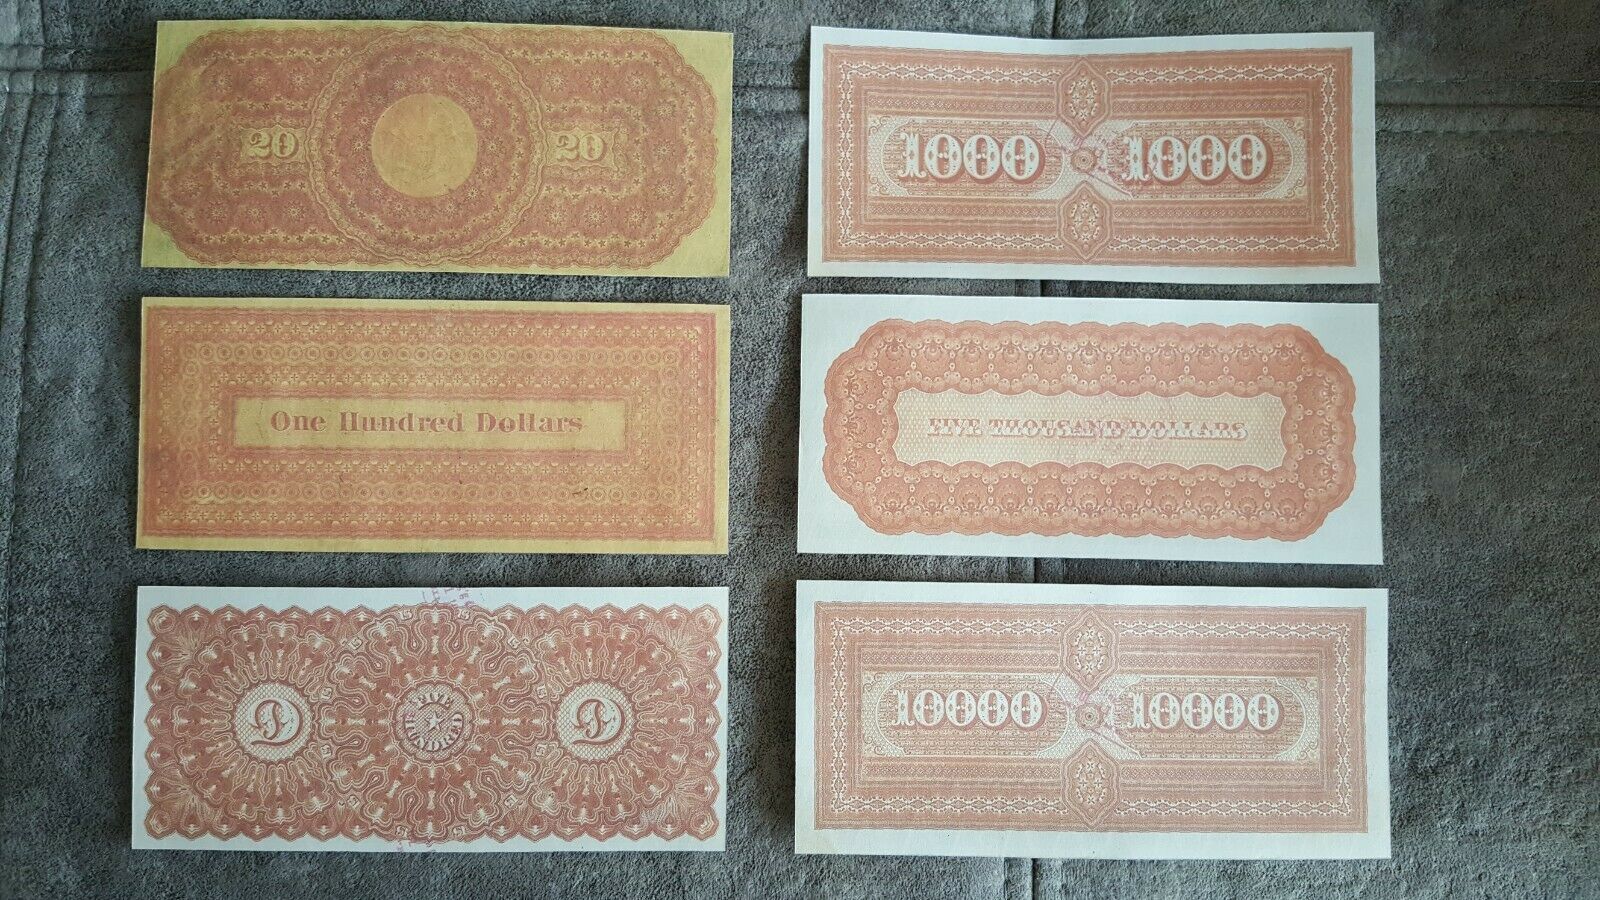 20 20
One Hundred Dollars
D FIVE HUNDRED D
1000 1000
FIVE THOUSAND DOLLARS
10000 10000